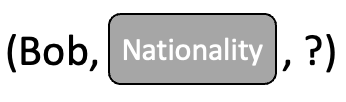 (Bob, Nationality , ?)